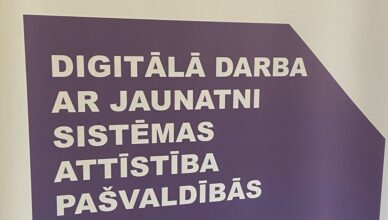 DIGITĀLĀ DARBA
AR JAUNATNI
SISTĒMAS
ATTĪSTĪBA
PAŠVALDĪBĀS